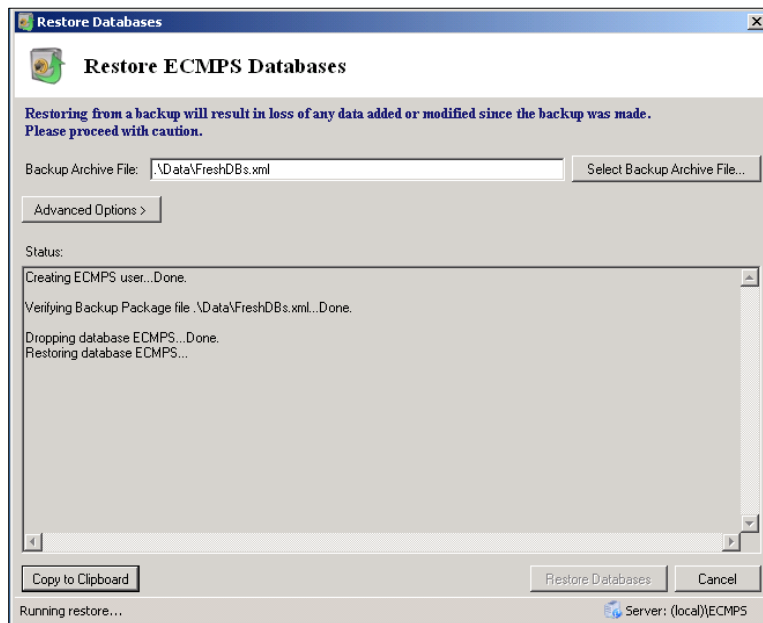 Restore Databases
Restore ECMPS Databases
Restoring from a backup will result in loss of any data added or modified since the backup was made.
Please proceed with caution.
Backup Archive File: .\Data\FreshDBs.xml Select Backup Archive File...
Advanced Options >
Status:
Creating ECMPS user...Done.
Verifying Backup Package file .\Data\FreshDBs.xml...Done.
Dropping database ECMPS...Done.
Restoring database ECMPS...
Copy to Clipboard Restore Databases Cancel
Running restore... Server: (local)\ECMPS